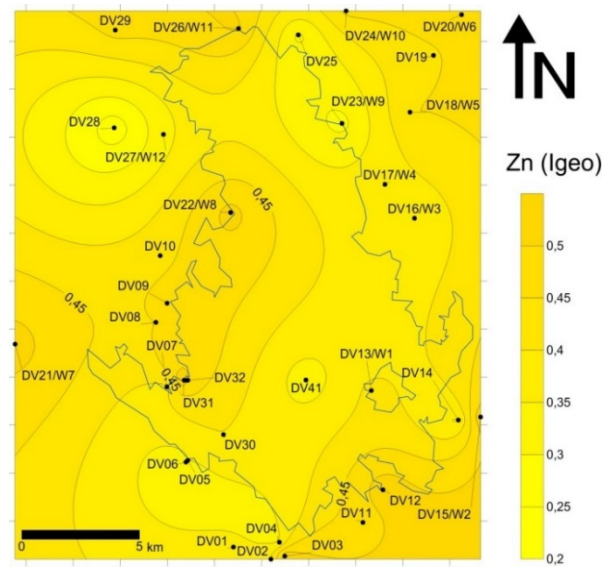 DV29
DV26/W11
DV24/W10
DV20/W6
N
DV25
DV19
DV23/W9
DV18/W5
DV28
DV27/W12
Zn (Igeo)
DV17/W4
DV22/W8
0,45
DV16/W3
0,5
DV10
0,45
0,45
DV09
DV08
0,4
DV07
DV13/W1
DV14
0,35
DV21/W7
0,45
DV32
DV41
DV31
0,3
DV30
DV06
DV05
0,45
DV12
0,25
DV11
DV15/W2
DV04
DV01
DV02
DV03
0,2
0
5 km